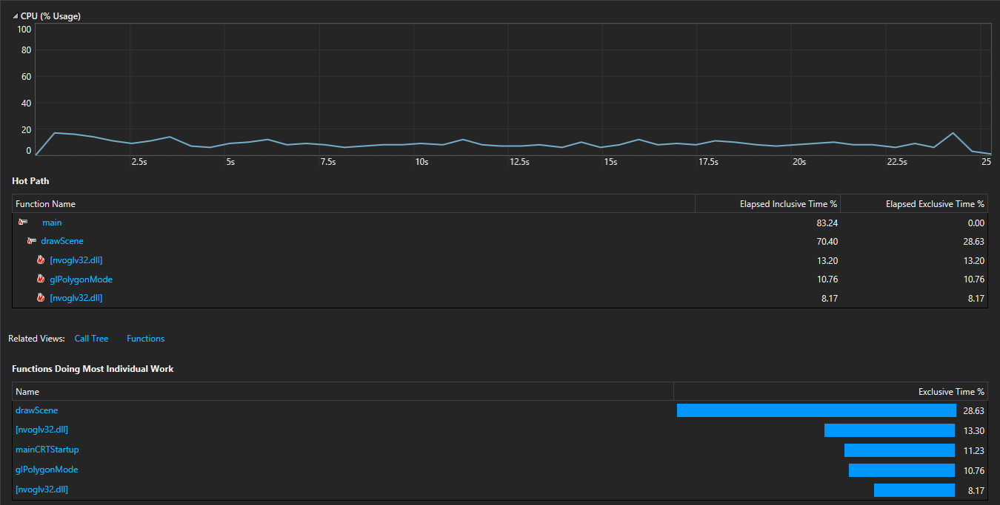 CPU (% Usage)
100
80
60
40
20
0
2.5s 5s 7.5s 10s 12.5s 15s 17.5s 20s 22.5s 25
Hot Path
Function Name Elapsed Inclusive Time % Elapsed Exclusive Time %
main 83.24 0.00
drawScene 70.40 28.63
[nvoglv32.dll] 13.20 13.20
glPolygonMode 10.76 10.76
[nvoglv32.dll] 8.17 8.17
Related Views: Call Tree Functions
Functions Doing Most Individual Work
Name Exclusive Time %
drawScene 28.63
[nvoglv32.dll] 13.30
mainCRTStartup 11.23
glPolygonMode 10.76
[nvoglv32.dll] 8.17